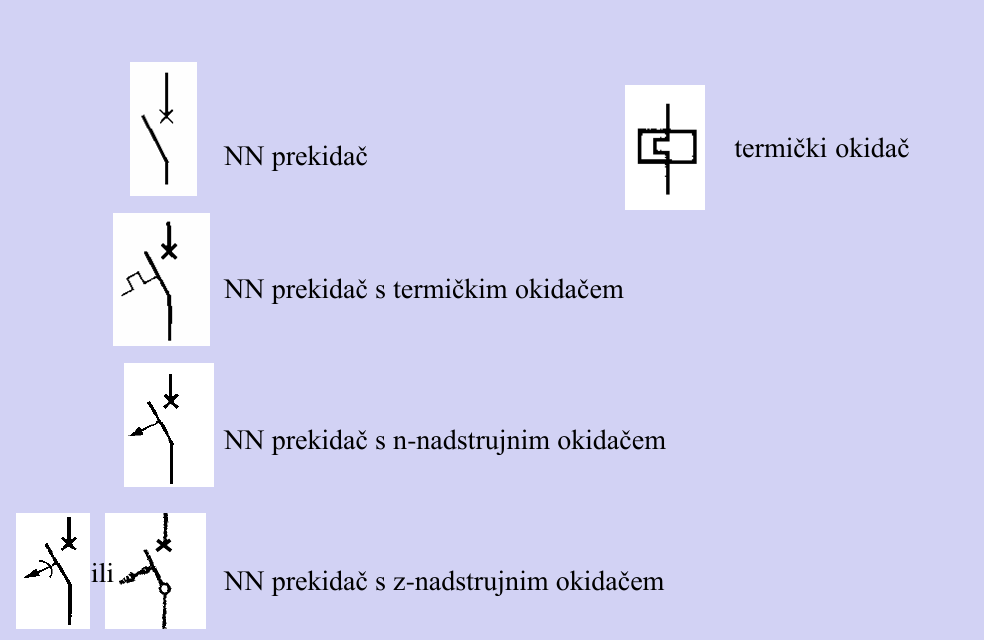 NN prekidač
termički okidač
NN prekidač s termičkim okidačem
NN prekidač s n-nadstrujnim okidačem
ili
NN prekidač s z-nadstrujnim okidačem